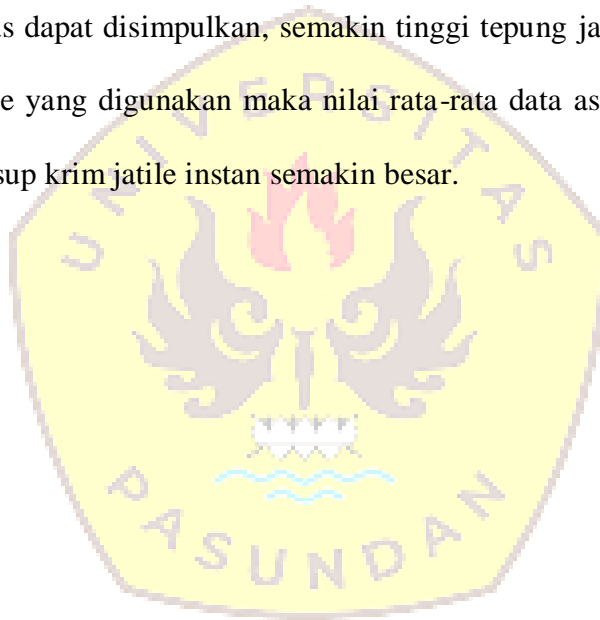 s dapat disimpulkan, semakin tinggi tepung ja
e yang digunakan maka nilai rata-rata data as
sup krim jatile instan semakin besar.
UNIVERSITAS
PASUNDAN